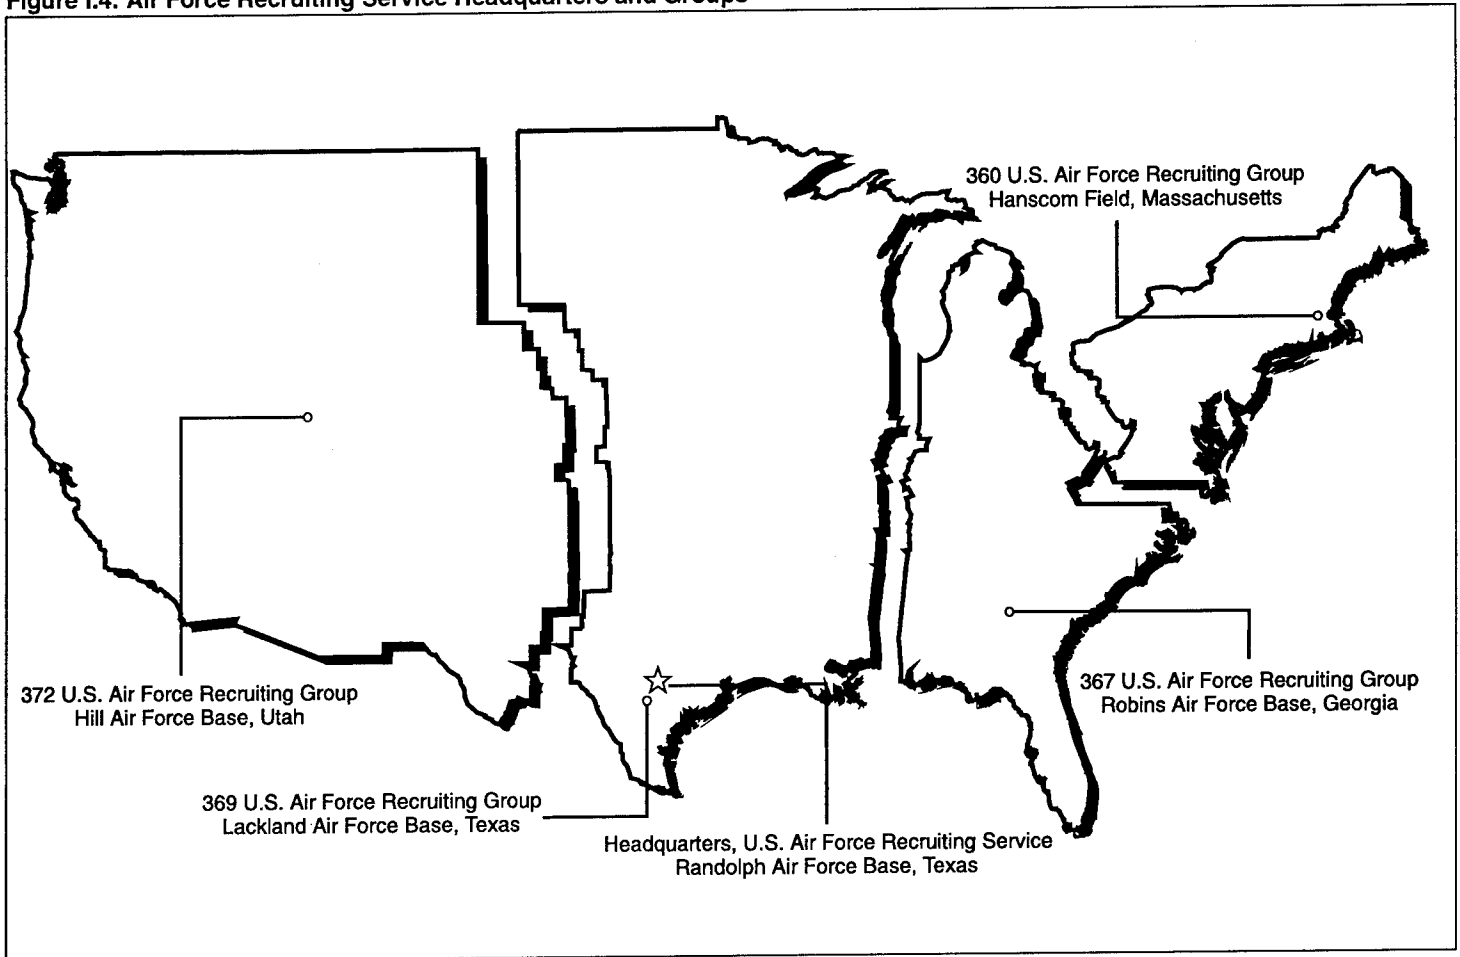 Figure I.4: Air Force Recruiting Service Headquarters and Groups
360 U.S. Air Force Recruiting Group
Hanscom Field, Massachusetts
372 U.S. Air Force Recruiting Group
Hill Air Force Base, Utah
367 U.S. Air Force Recruiting Group
Robins Air Force Base, Georgia
369 U.S. Air Force Recruiting Group
Lackland Air Force Base, Texas
Headquarters, U.S. Air Force Recruiting Service
Randolph Air Force Base, Texas